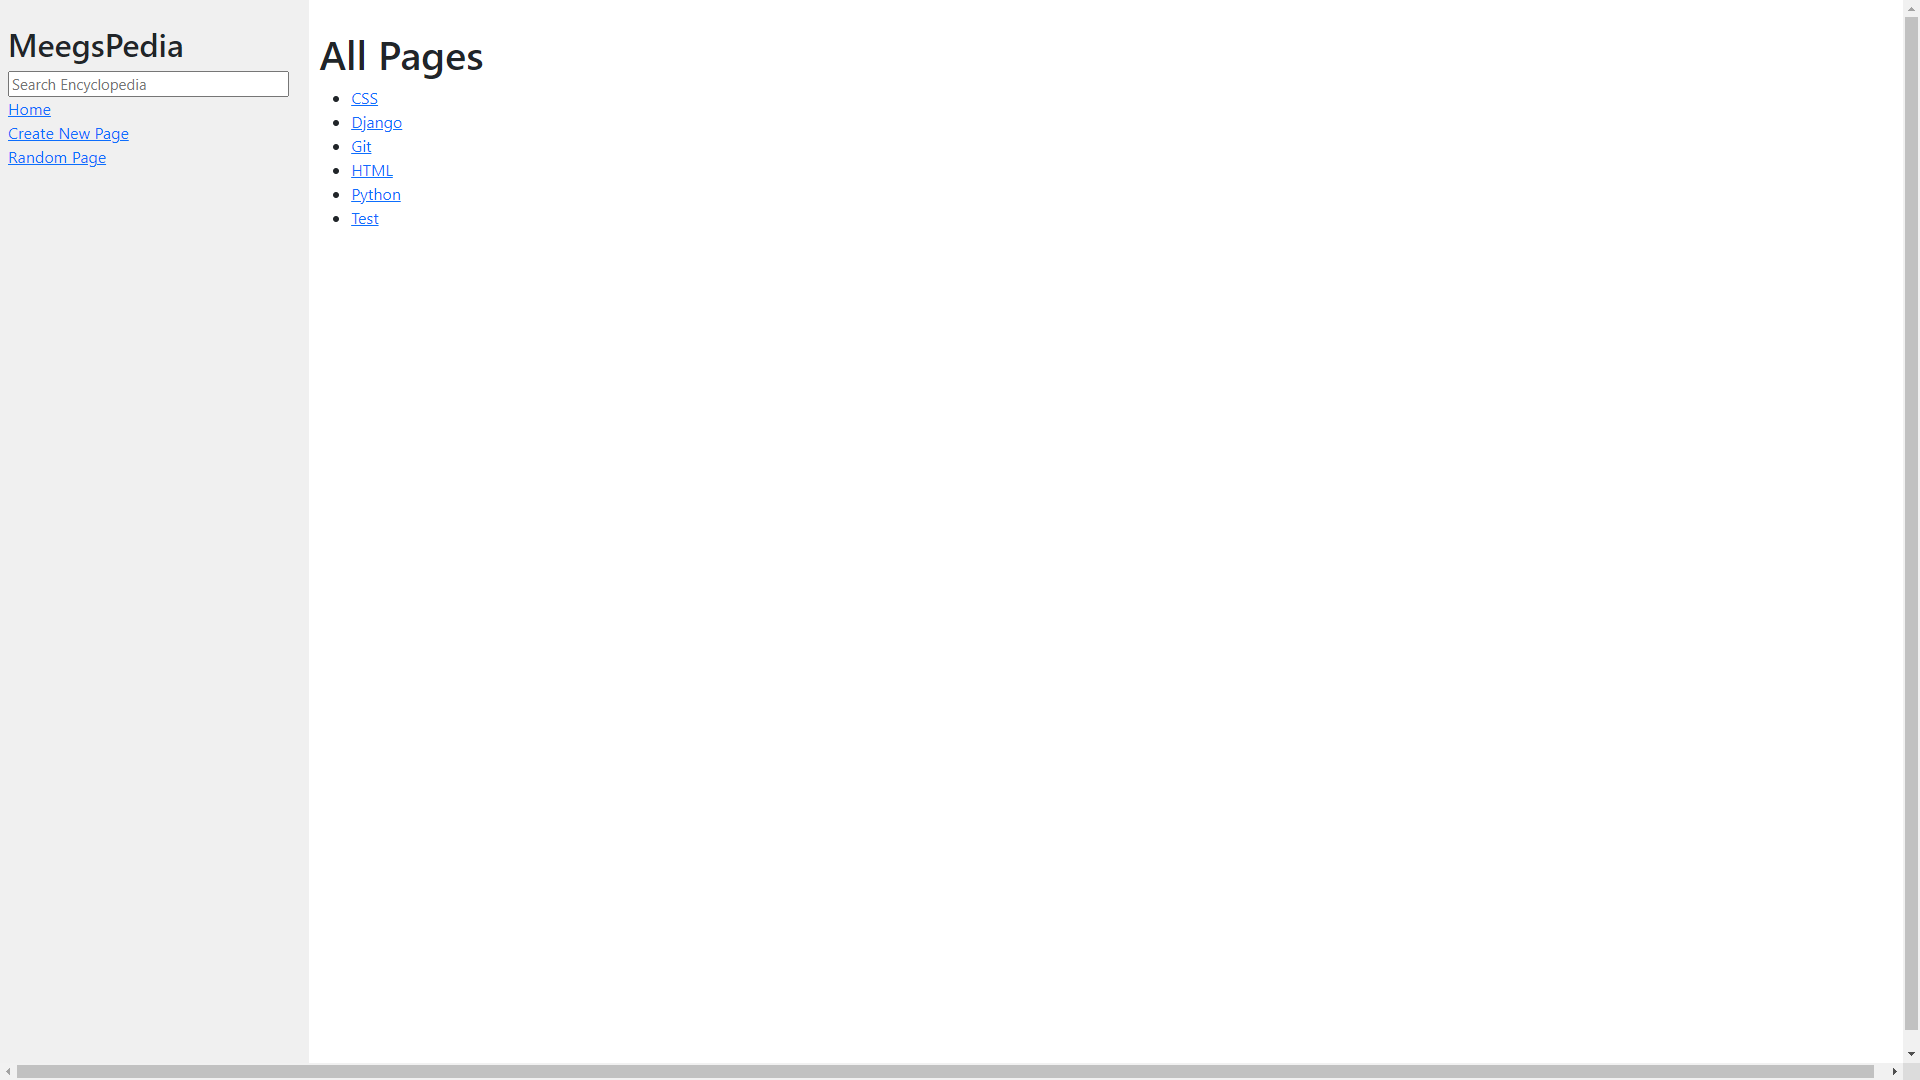 MeegsPedia
Search Encyclopedia
Home
Create New Page
Random Page
All Pages
CSS
Django
Git
HTML
Python
Test